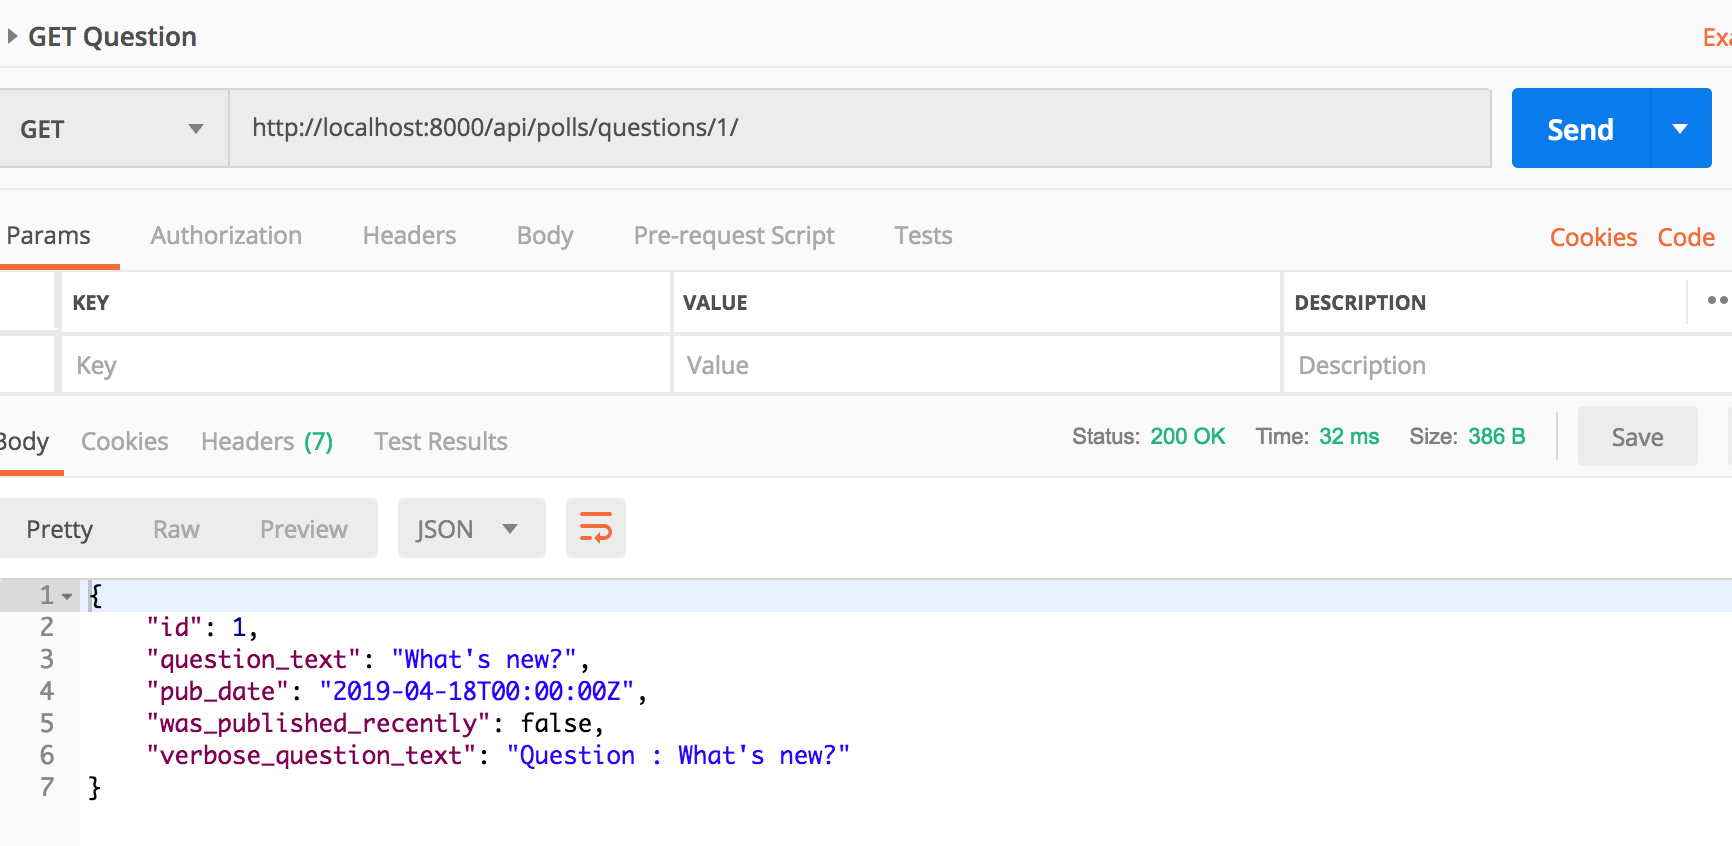 GET Question
Exa
GET
http://localhost:8000/api/polls/questions/1/
Send
Params Authorization Headers Body Pre-request Script Tests Cookies Code
KEY VALUE DESCRIPTION
Key Value Description
Body Cookies Headers (7) Test Results Status: 200 OK Time: 32 ms Size: 386 B Save
Pretty Raw Preview JSON
1 {
2 "id": 1,
3 "question_text": "What's new?",
4 "pub_date": "2019-04-18T00:00:00Z",
5 "was_published_recently": false,
6 "verbose_question_text": "Question : What's new?"
7 }